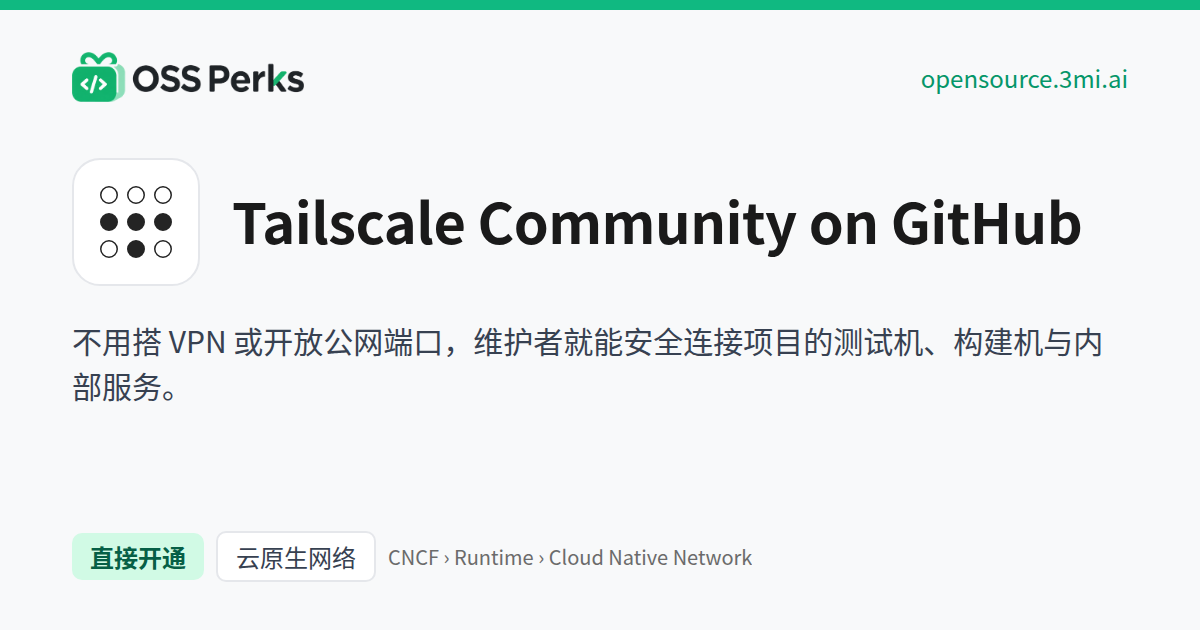 OSS Perks
opensource.3mi.ai
Tailscale Community on GitHub
不用搭 VPN 或开放公网端口，维护者就能安全连接项目的测试机、构建机与内
部服务。
直接开通
云原生网络
CNCF › Runtime › Cloud Native Network